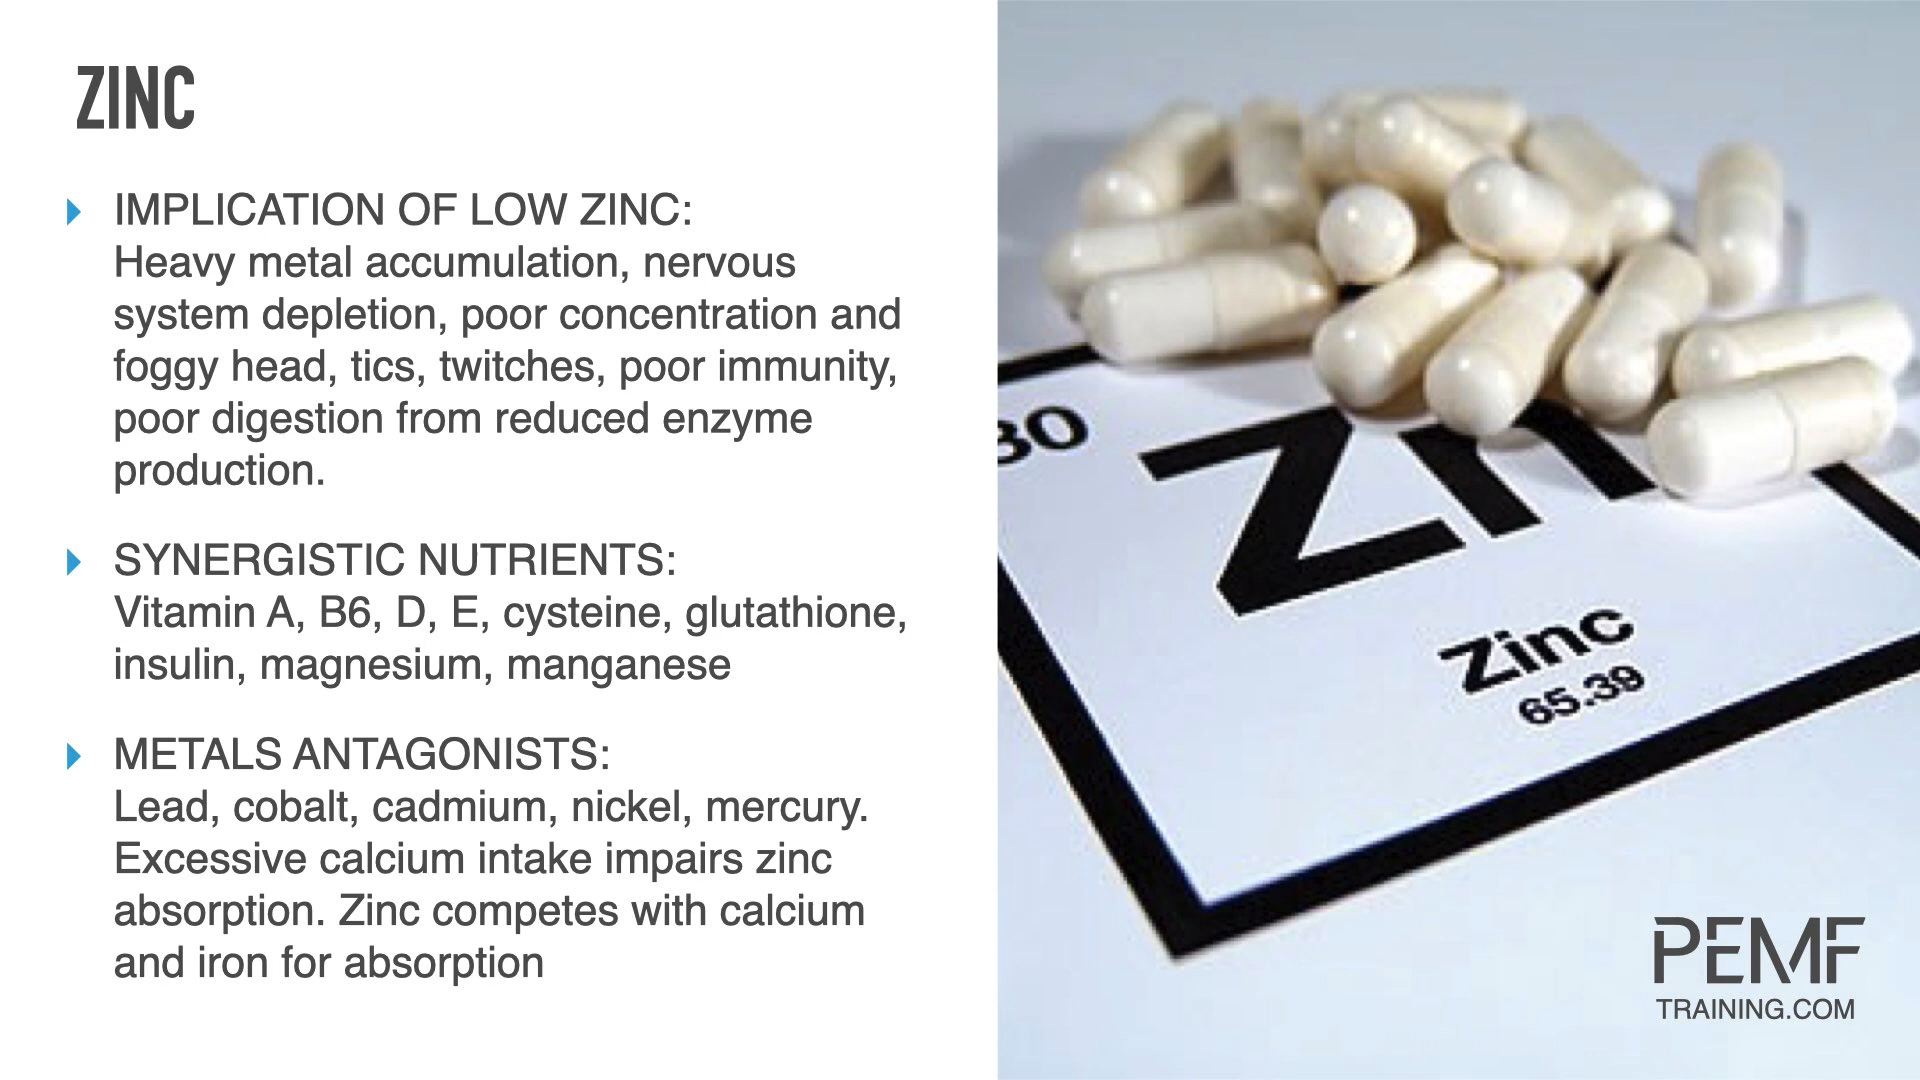 ZINC
IMPLICATION OF LOW ZINC:
Heavy metal accumulation, nervous
system depletion, poor concentration and
foggy head, tics, twitches, poor immunity,
poor digestion from reduced enzyme
production.
SYNERGISTIC NUTRIENTS:
Vitamin A, B6, D, E, cysteine, glutathione,
insulin, magnesium, manganese
METALS ANTAGONISTS:
Lead, cobalt, cadmium, nickel, mercury.
Excessive calcium intake impairs zinc
absorption. Zinc competes with calcium
and iron for absorption
30
Zn
Zinc
65.39
PEMF
TRAINING.COM